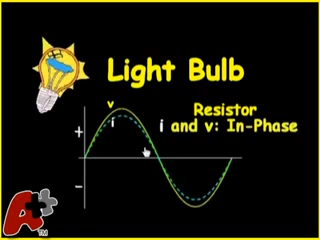 Light Bulb
Resistor
i and v: In-Phase
v
i
+
-
A++
TM